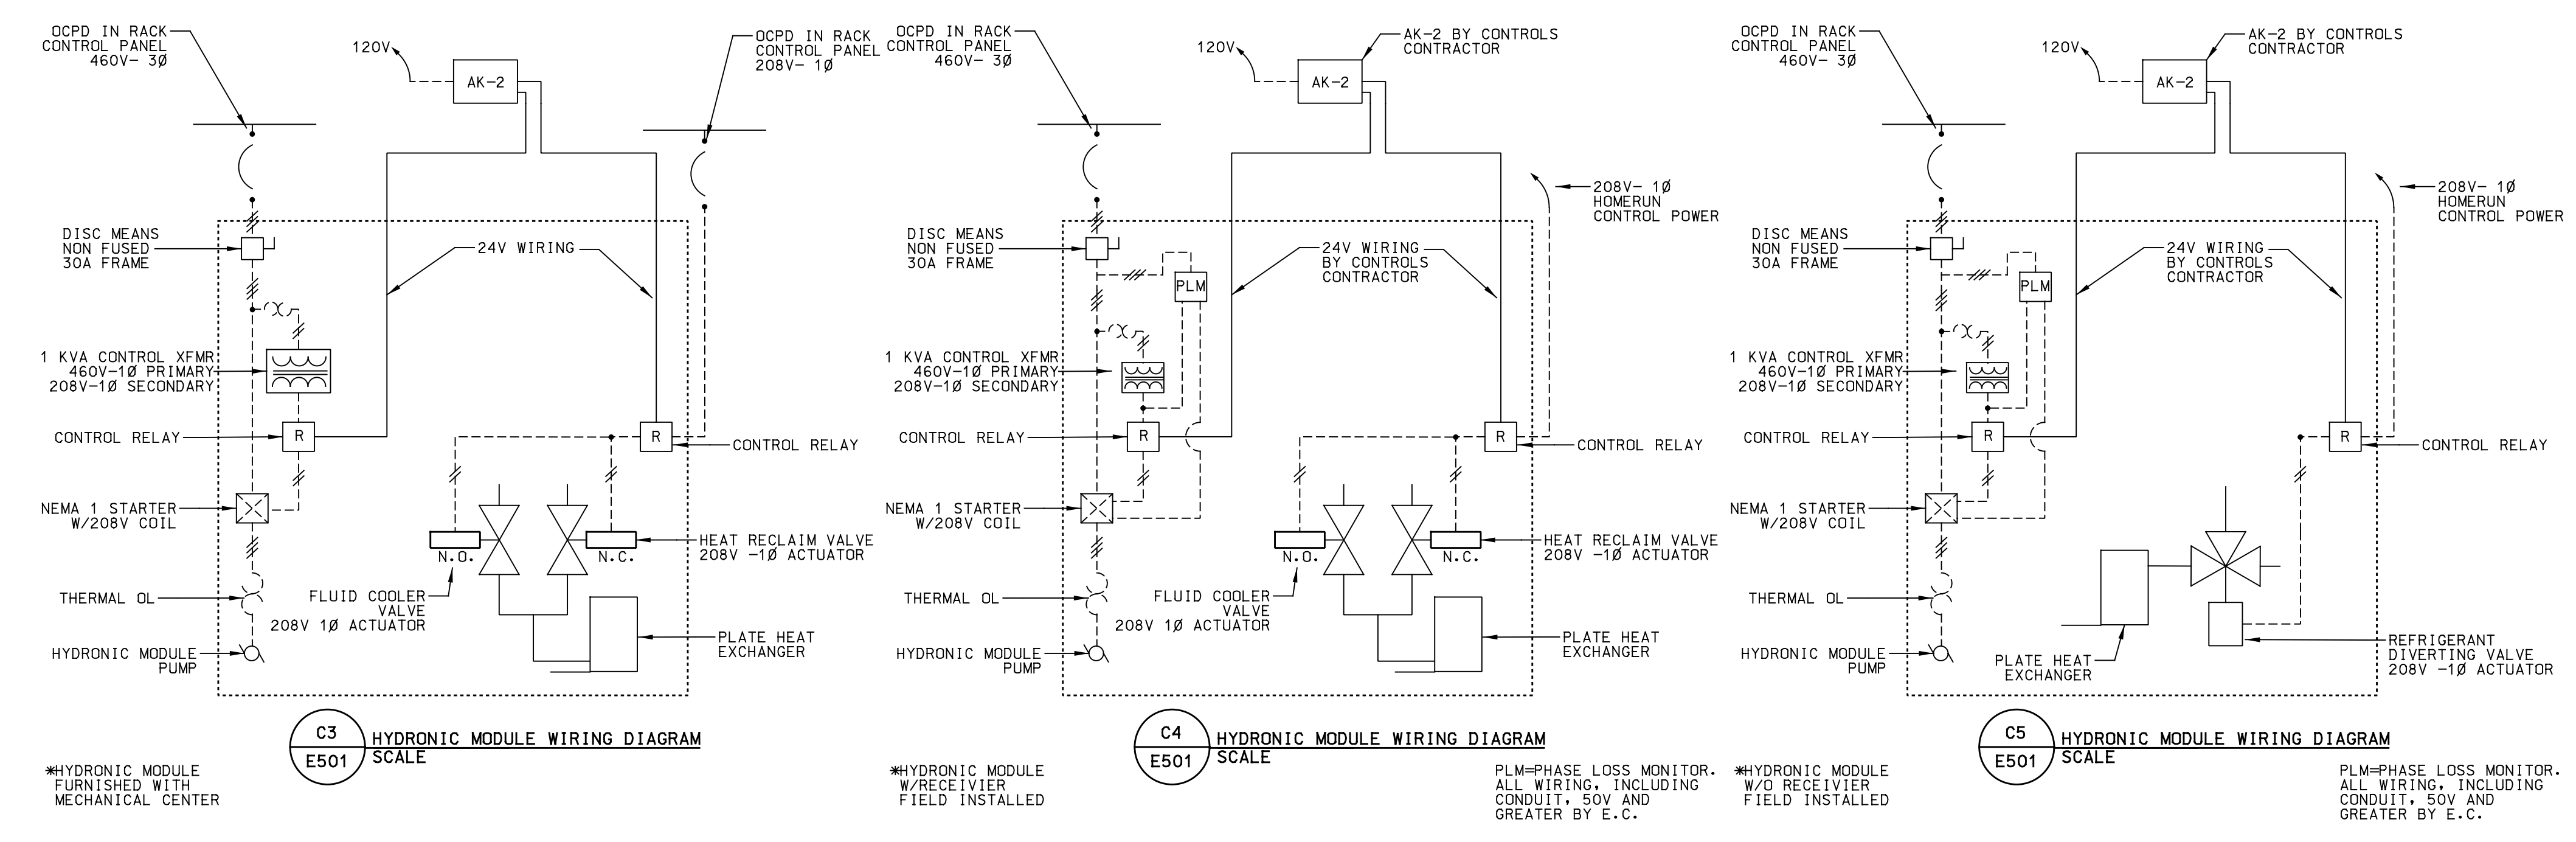 OCPD IN RACK
CONTROL PANEL
460V- 3Ø
120V
AK-2
OCPD IN RACK
CONTROL PANEL
208V- 1Ø
DISC MEANS
NON FUSED
30A FRAME
24V WIRING
1 KVA CONTROL XFMR
460V-1Ø PRIMARY
208V-1Ø SECONDARY
CONTROL RELAY
R
R
CONTROL RELAY
NEMA 1 STARTER
W/208V COIL
N.O.
N.C.
HEAT RECLAIM VALVE
208V -1Ø ACTUATOR
THERMAL OL
FLUID COOLER
VALVE
208V 1Ø ACTUATOR
PLATE HEAT
EXCHANGER
HYDRONIC MODULE
PUMP
C3
E501
HYDRONIC MODULE WIRING DIAGRAM
SCALE
*HYDRONIC MODULE
FURNISHED WITH
MECHANICAL CENTER
OCPD IN RACK
CONTROL PANEL
460V- 3Ø
120V
AK-2
AK-2 BY CONTROLS
CONTRACTOR
208V- 1Ø
HOMERUN
CONTROL POWER
DISC MEANS
NON FUSED
30A FRAME
PLM
24V WIRING
BY CONTROLS
CONTRACTOR
1 KVA CONTROL XFMR
460V-1Ø PRIMARY
208V-1Ø SECONDARY
CONTROL RELAY
R
R
CONTROL RELAY
NEMA 1 STARTER
W/208V COIL
N.O.
N.C.
HEAT RECLAIM VALVE
208V -1Ø ACTUATOR
THERMAL OL
FLUID COOLER
VALVE
208V 1Ø ACTUATOR
PLATE HEAT
EXCHANGER
HYDRONIC MODULE
PUMP
C4
E501
HYDRONIC MODULE WIRING DIAGRAM
SCALE
*HYDRONIC MODULE
W/RECEIVIER
FIELD INSTALLED
PLM=PHASE LOSS MONITOR.
ALL WIRING, INCLUDING
CONDUIT, 50V AND
GREATER BY E.C.
OCPD IN RACK
CONTROL PANEL
460V- 3Ø
120V
AK-2
AK-2 BY CONTROLS
CONTRACTOR
208V- 1Ø
HOMERUN
CONTROL POWER
DISC MEANS
NON FUSED
30A FRAME
PLM
24V WIRING
BY CONTROLS
CONTRACTOR
1 KVA CONTROL XFMR
460V-1Ø PRIMARY
208V-1Ø SECONDARY
CONTROL RELAY
R
R
CONTROL RELAY
NEMA 1 STARTER
W/208V COIL
THERMAL OL
HYDRONIC MODULE
PUMP
PLATE HEAT
EXCHANGER
REFRIGERANT
DIVERTING VALVE
208V -1Ø ACTUATOR
C5
E501
HYDRONIC MODULE WIRING DIAGRAM
SCALE
*HYDRONIC MODULE
W/O RECEIVIER
FIELD INSTALLED
PLM=PHASE LOSS MONITOR.
ALL WIRING, INCLUDING
CONDUIT, 50V AND
GREATER BY E.C.